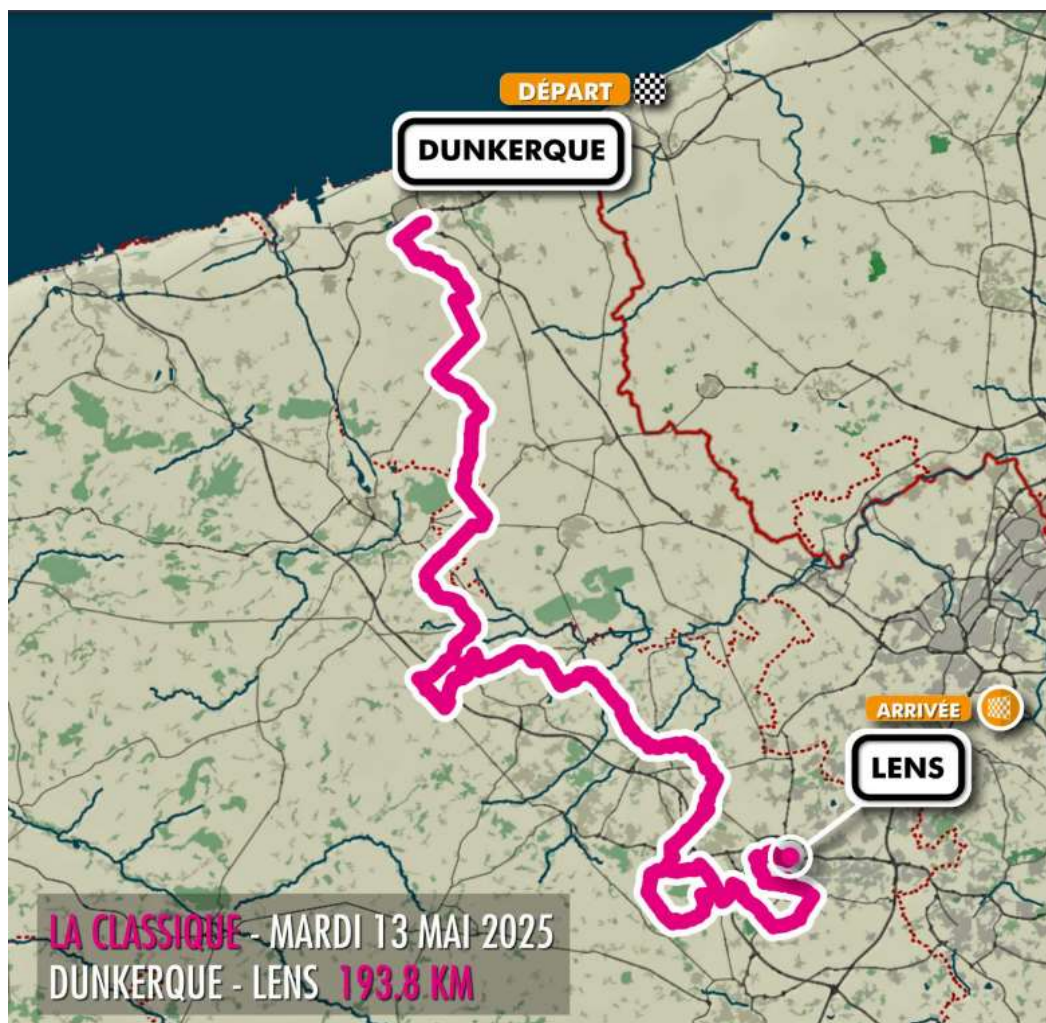 DÉPART
DUNKERQUE
ARRIVÉE
LENS
LA CLASSIQUE - MARDI 13 MAI 2025
DUNKERQUE - LENS 193.8 KM